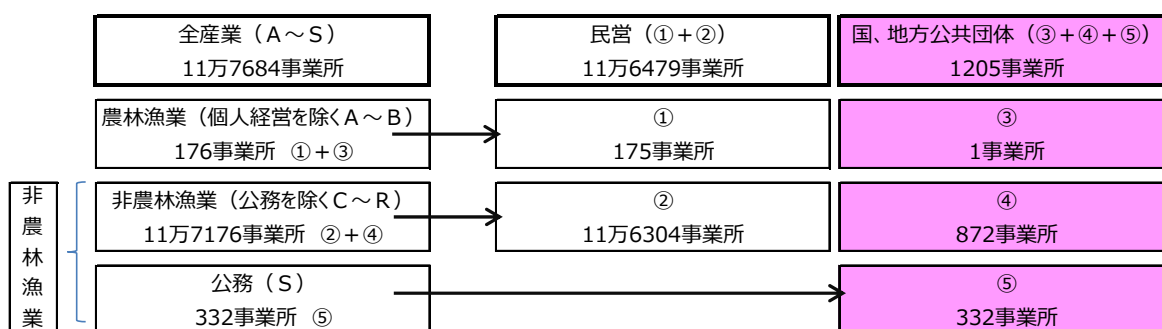 全産業（A～S）
11万7684事業所
民営（①＋②）
11万6479事業所
国、地方公共団体（③＋④＋⑤）
1205事業所
農林漁業（個人経営を除くA～B）
176事業所 ①＋③
①
175事業所
③
1事業所
非農林漁業
非農林漁業（公務を除くC～R）
11万7176事業所 ②＋④
②
11万6304事業所
④
872事業所
公務（S）
332事業所 ⑤
⑤
332事業所